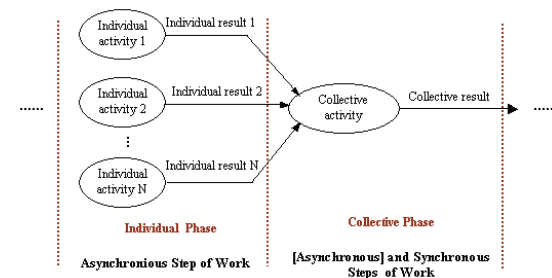 Individual
activity 1
Individual result 1
Individual
activity 2
Individual result 2
Collective
activity
Collective result
......
......
⋮
Individual
activity N
Individual result N
Individual Phase
Collective Phase
Asynchronious Step of Work
[Asynchronous] and Synchronous
Steps of Work